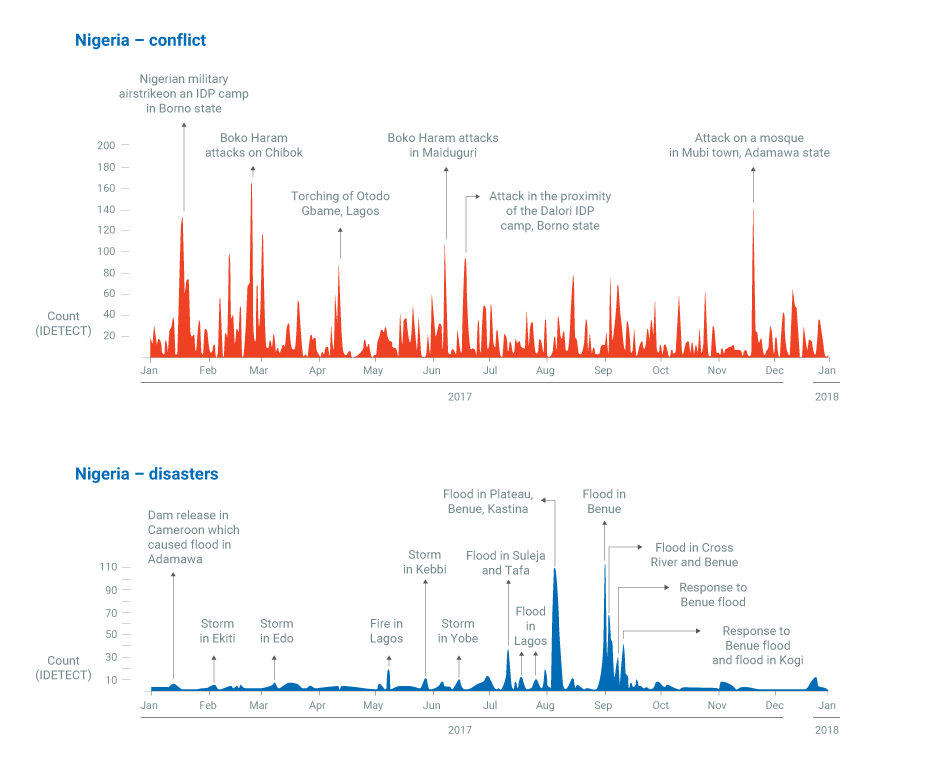 Nigeria – conflict
Nigerian military
airstrikeon an IDP camp
in Borno state
Boko Haram
attacks on Chibok
Boko Haram attacks
in Maiduguri
Attack on a mosque
in Mubi town, Adamawa state
Torching of Otodo
Gbame, Lagos
Attack in the proximity
of the Dalori IDP
camp, Borno state
200
180
160
140
120
100
80
60
40
20
Count
(IDETECT)
Jan Feb Mar Apr May Jun Jul Aug Sep Oct Nov Dec Jan
2017 2018
Nigeria – disasters
Flood in Plateau,
Benue, Kastina
Flood in
Benue
Dam release in
Cameroon which
caused flood in
Adamawa
Storm
in Kebbi
Flood in Suleja
and Tafa
Flood in Cross
River and Benue
Response to
Benue flood
Storm
in Ekiti
Storm
in Edo
Fire in
Lagos
Storm
in Yobe
Flood
in
Lagos
Response to
Benue flood
and flood in Kogi
110
90
70
50
30
10
Count
(IDETECT)
Jan Feb Mar Apr May Jun Jul Aug Sep Oct Nov Dec Jan
2017 2018